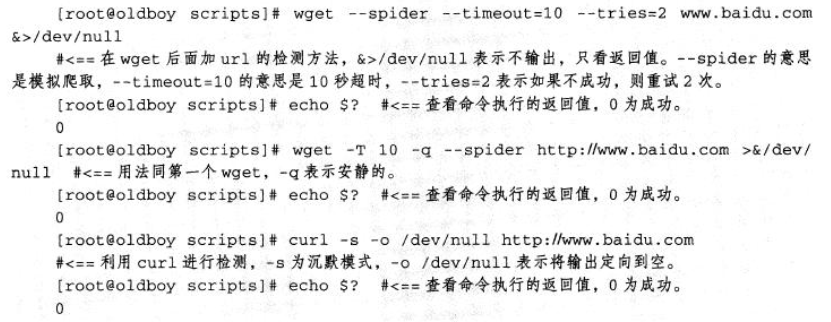 [root@oldboy scripts]# wget --spider --timeout=10 --tries=2 www.baidu.com
&>/dev/null
#<==在 wget 后面加 url 的检测方法，&>/dev/null 表示不输出，只看返回值。--spider 的意思
是模拟爬取，--timeout=10 的意思是 10 秒超时，--tries=2 表示如果不成功，则重试 2 次。
[root@oldboy scripts]# echo $?  #<==查看命令执行的返回值，0 为成功。
0
[root@oldboy scripts]# wget -T 10 -q --spider http://www.baidu.com >&/dev/
null  #<==用法同第一个 wget，-q 表示安静的。
[root@oldboy scripts]# echo $?  #<==查看命令执行的返回值，0 为成功。
0
[root@oldboy scripts]# curl -s -o /dev/null http://www.baidu.com
#<==利用 curl 进行检测，-s 为沉默模式，-o /dev/null 表示将输出定向到空。
[root@oldboy scripts]# echo $?  #<==查看命令执行的返回值，0 为成功。
0